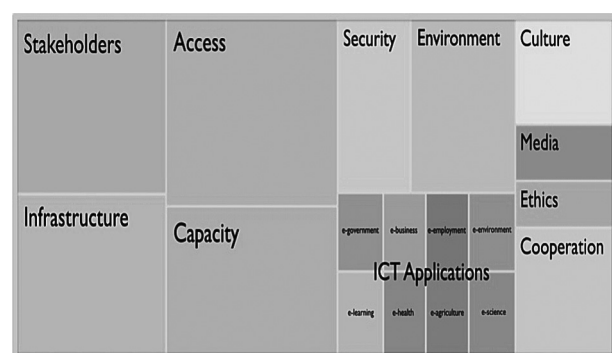 Stakeholders
Access
Security
Environment
Culture
Media
Ethics
Infrastructure
Capacity
Cooperation
e-government
e-business
e-employment
e-environment
ICT Applications
e-learning
e-health
e-agriculture
e-science